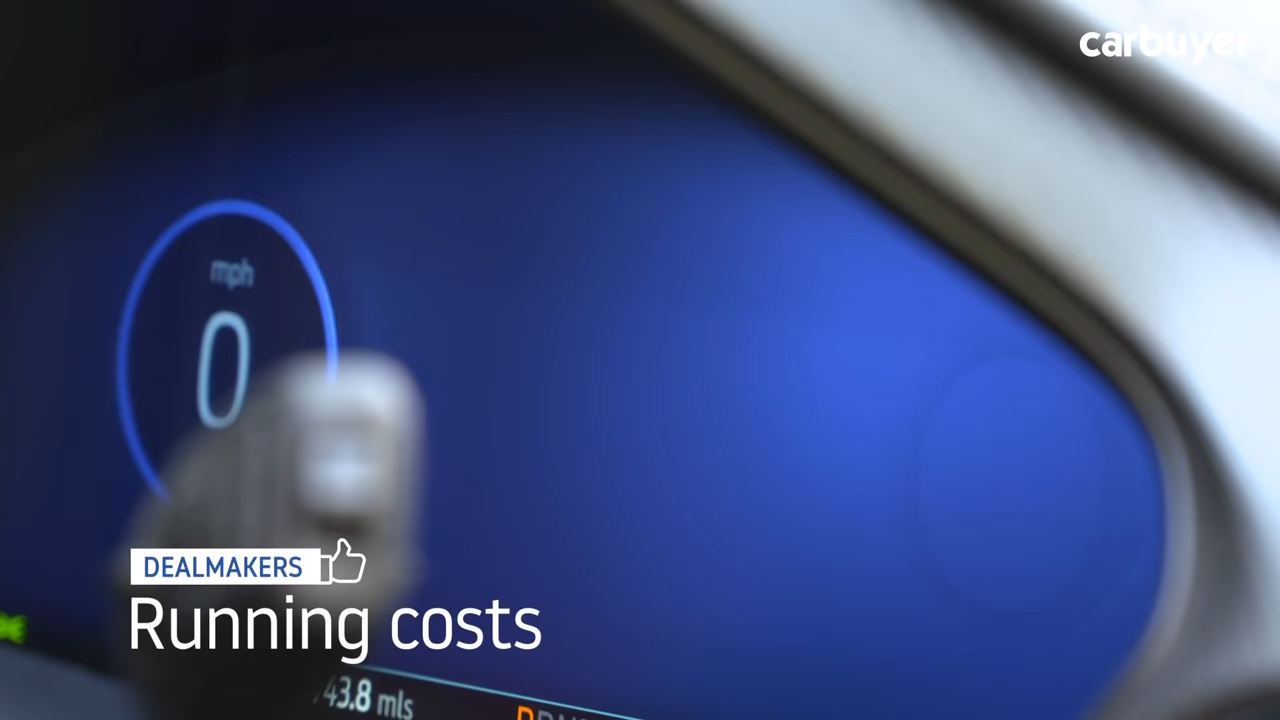 carbuyer
mph
0
DEALMAKERS
Running costs
43.8 mls